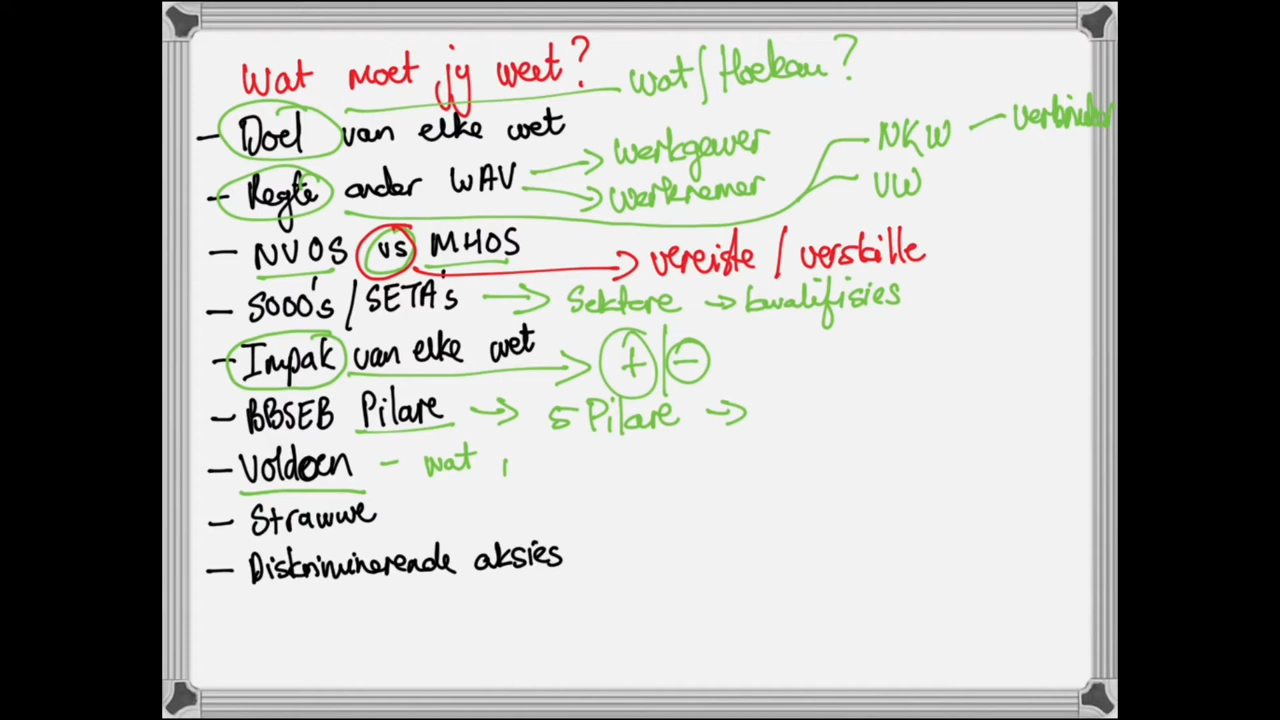 Wat moet jy weet? wat/Hoekom?
- Doel van elke wet
NKW - verbruiker
- Regte onder WAV → werkgewer
→ werknemer
VW
- NVOS vs MHOS → vereiste / verskille
- SOOO's / SETA's → Sektore → kwalifisies
- Impak van elke wet → + | -
- BBSEB Pilare → 5 Pilare →
- Voldoen - wat
- Strawwe
- Diskriminerende aksies